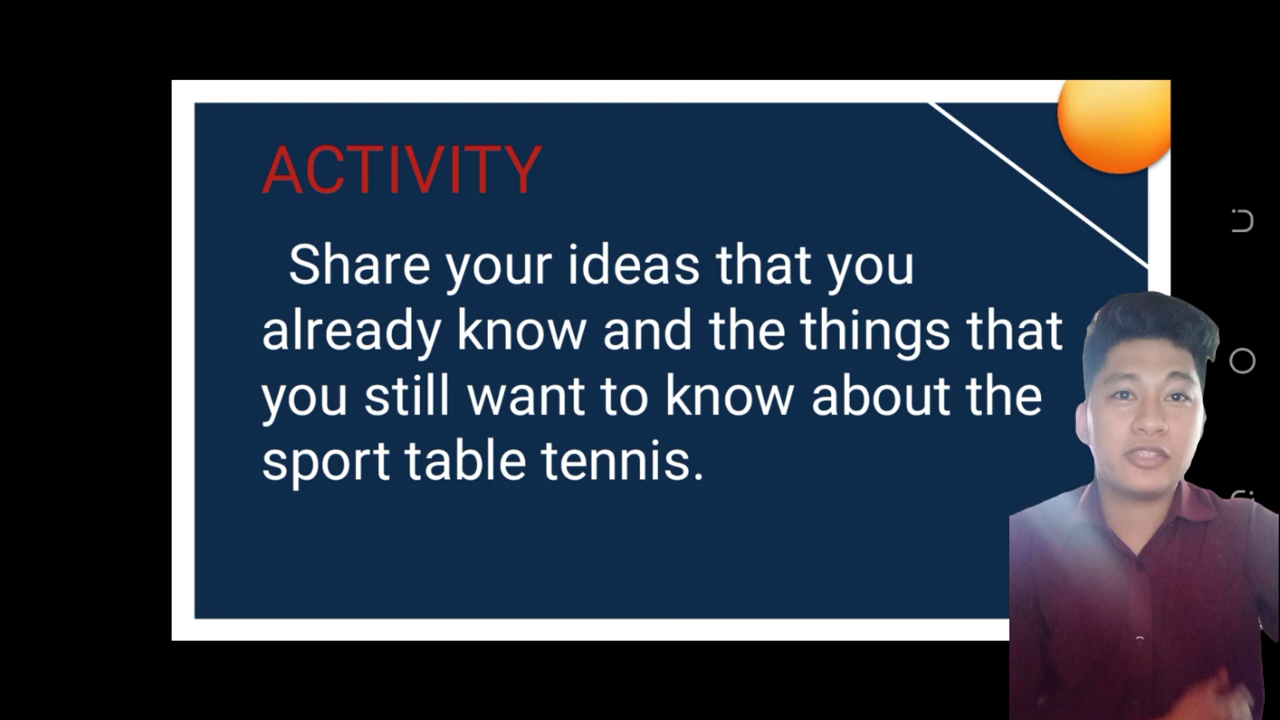 ACTIVITY
Share your ideas that you
already know and the things that
you still want to know about the
sport table tennis.